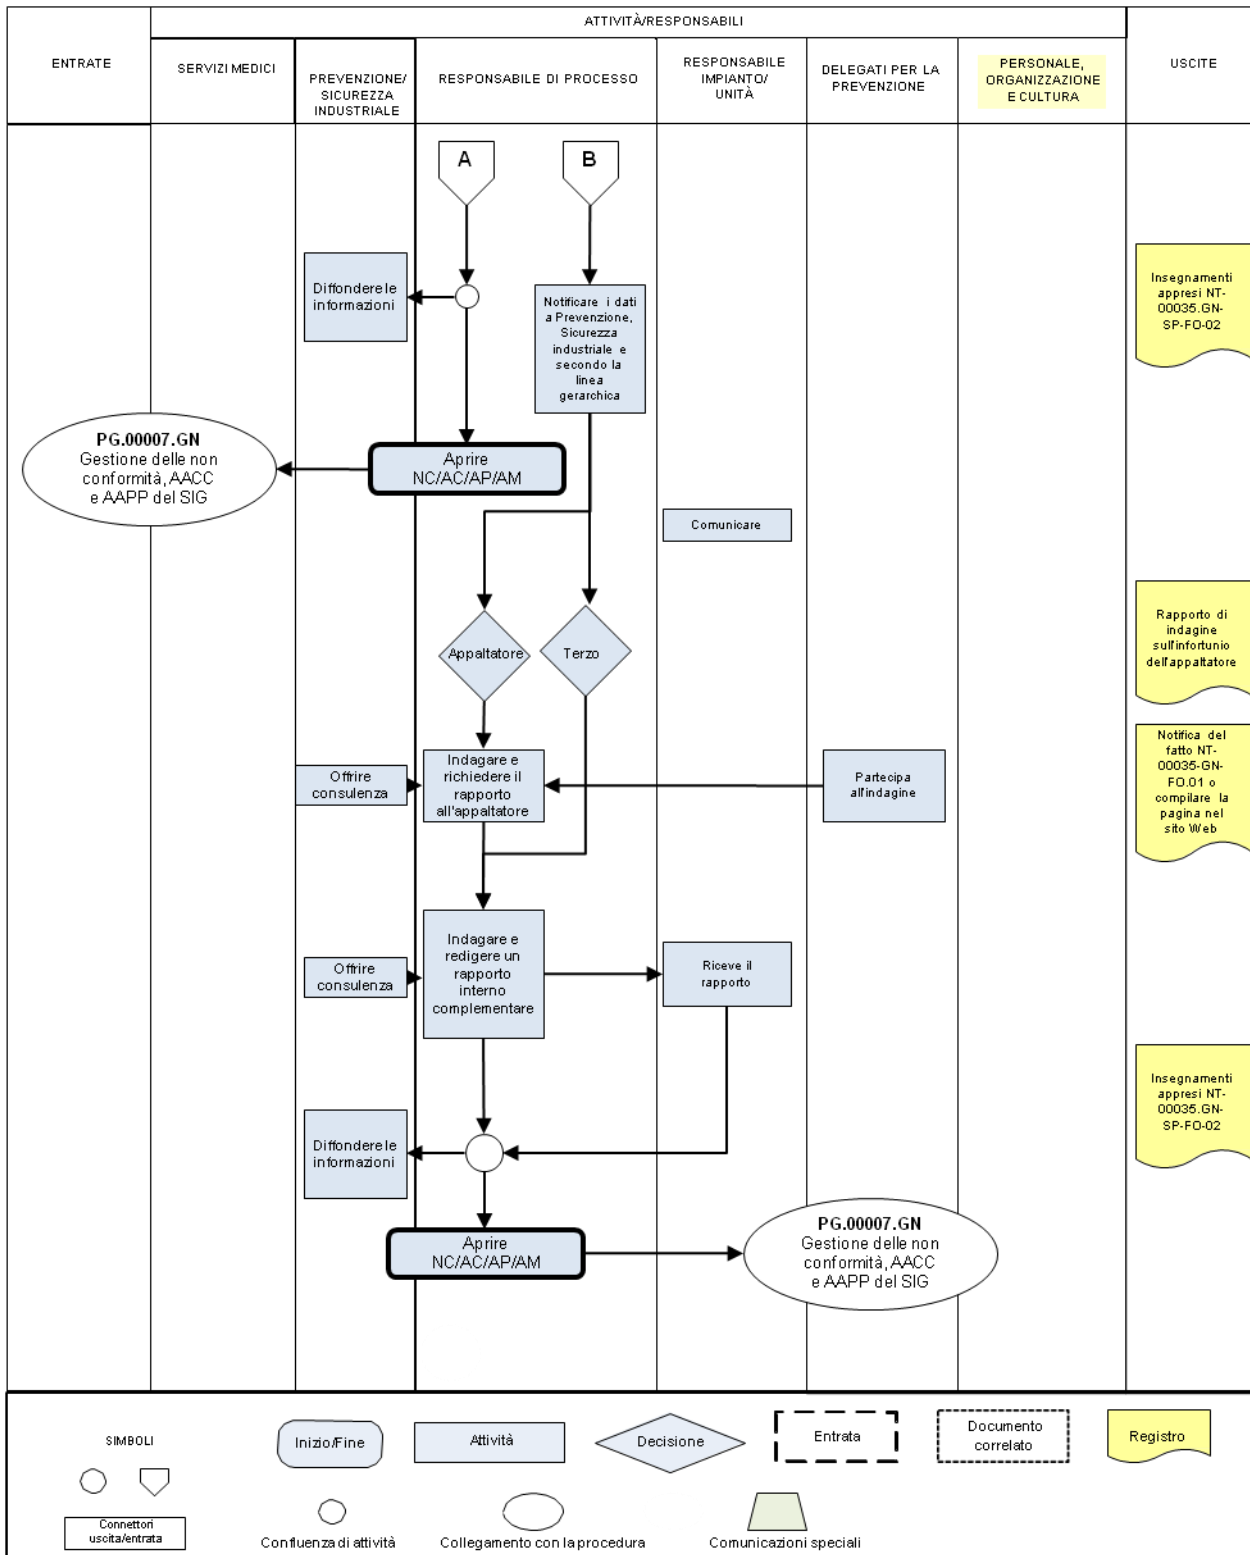 ATTIVITÀ/RESPONSABILI
ENTRATE
SERVIZI MEDICI
PREVENZIONE/
SICUREZZA
INDUSTRIALE
RESPONSABILE DI PROCESSO
RESPONSABILE
IMPIANTO/
UNITÀ
DELEGATI PER LA
PREVENZIONE
PERSONALE,
ORGANIZZAZIONE
E CULTURA
USCITE
A
B
Diffondere le
informazioni
Notificare i dati
a Prevenzione,
Sicurezza
industriale e
secondo la
linea
gerarchica
Insegnamenti
appresi NT-
00035.GN-
SP-FO-02
PG.00007.GN
Gestione delle non
conformità, AACC
e AAPP del SIG
Aprire
NC/AC/AP/AM
Comunicare
Appaltatore
Terzo
Rapporto di
indagine
sull'infortunio
dell'appaltatore
Offrire
consulenza
Indagare e
richiedere il
rapporto
all'appaltatore
Partecipa
all'indagine
Notifica del
fatto NT-
00035-GN-
FO.01 o
compilare la
pagina nel
sito Web
Offrire
consulenza
Indagare e
redigere un
rapporto
interno
complementare
Riceve il
rapporto
Diffondere le
informazioni
Insegnamenti
appresi NT-
00035.GN-
SP-FO-02
Aprire
NC/AC/AP/AM
PG.00007.GN
Gestione delle non
conformità, AACC
e AAPP del SIG
SIMBOLI
Inizio/Fine
Attività
Decisione
Entrata
Documento
correlato
Registro
Connettori
uscita/entrata
Confluenza di attività
Collegamento con la procedura
Comunicazioni speciali